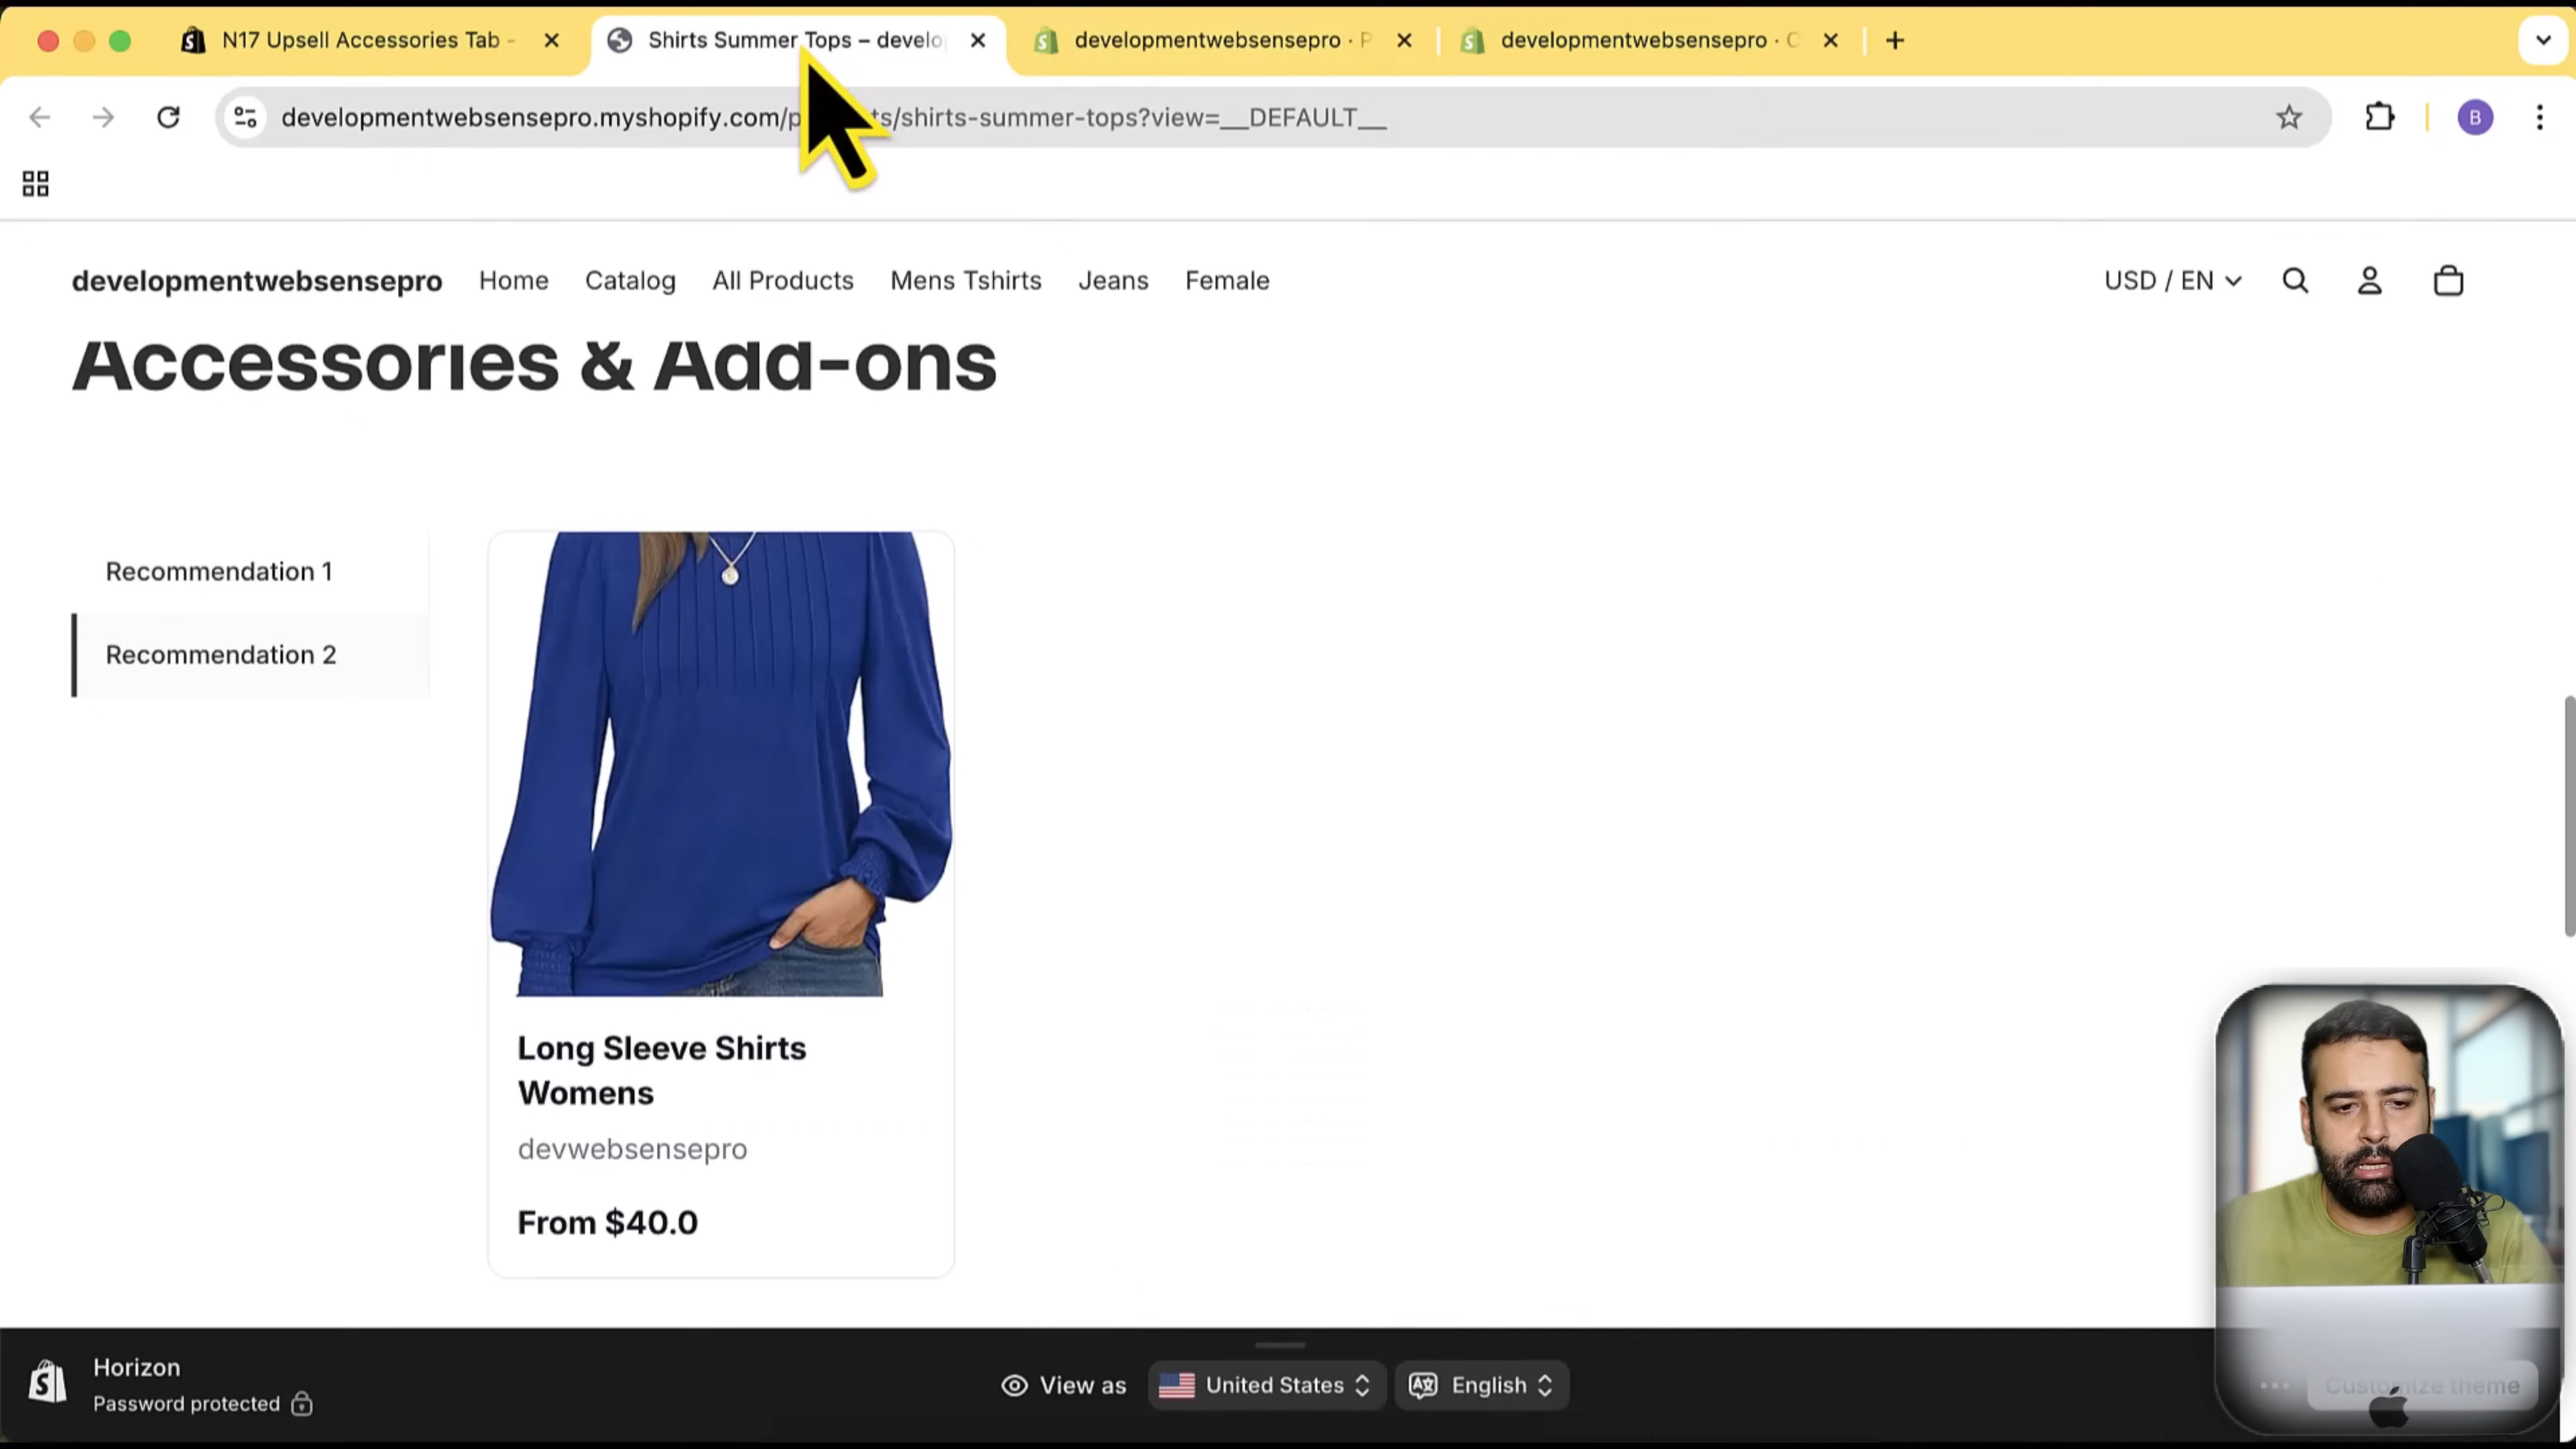 N17 Upsell Accessories Tab -
Shirts Summer Tops – develo
developmentwebsensepro ·
developmentwebsensepro ·
developmentwebsensepro.myshopify.com/p ts/shirts-summer-tops?view=__DEFAULT__
B
developmentwebsensepro Home Catalog All Products Mens Tshirts Jeans Female USD / EN
Accessories & Add-ons
Recommendation 1
Recommendation 2
Long Sleeve Shirts
Womens
devwebsensepro
From $40.0
Horizon
Password protected
View as United States English
Customize theme